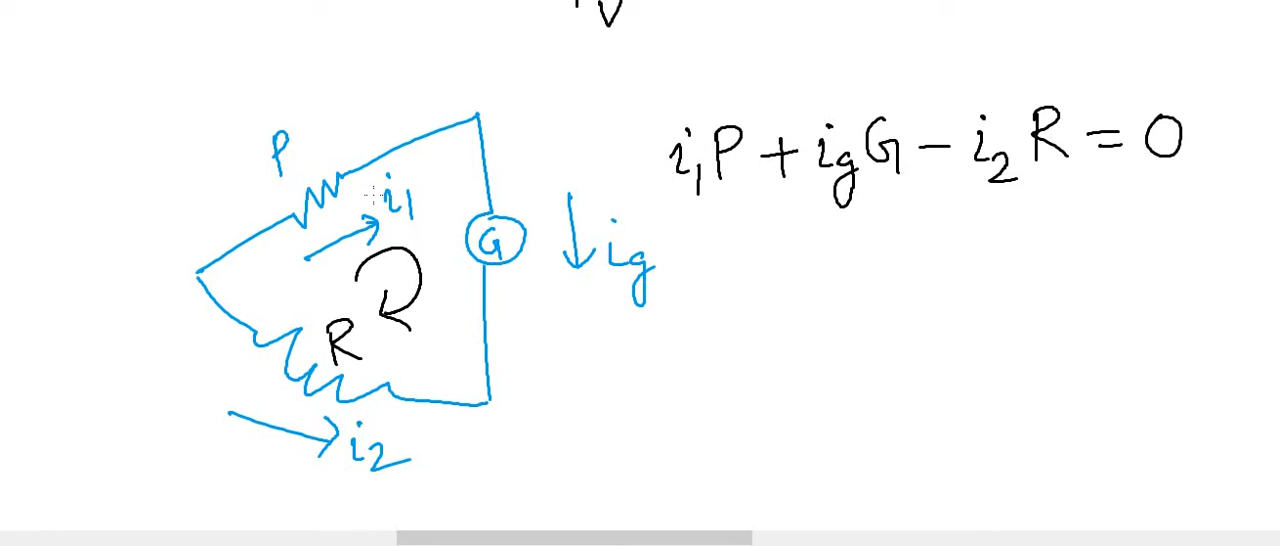 P
i₁
G
↓ ig
R
i₂
i₁P + igG − i₂R = 0